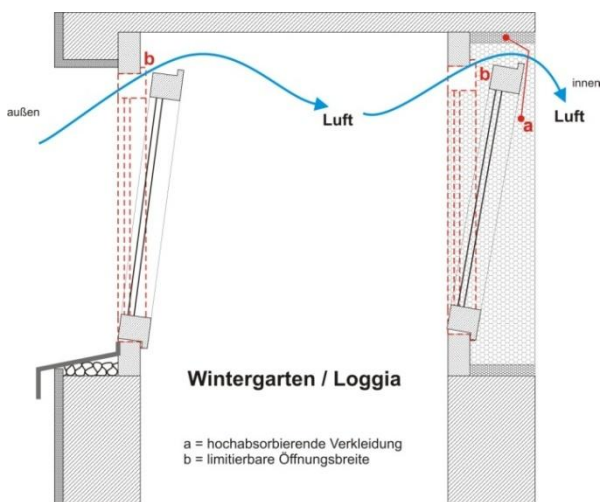 b
b
außen
innen
Luft
Luft
a
Wintergarten / Loggia
a = hochabsorbierende Verkleidung
b = limitierbare Öffnungsbreite